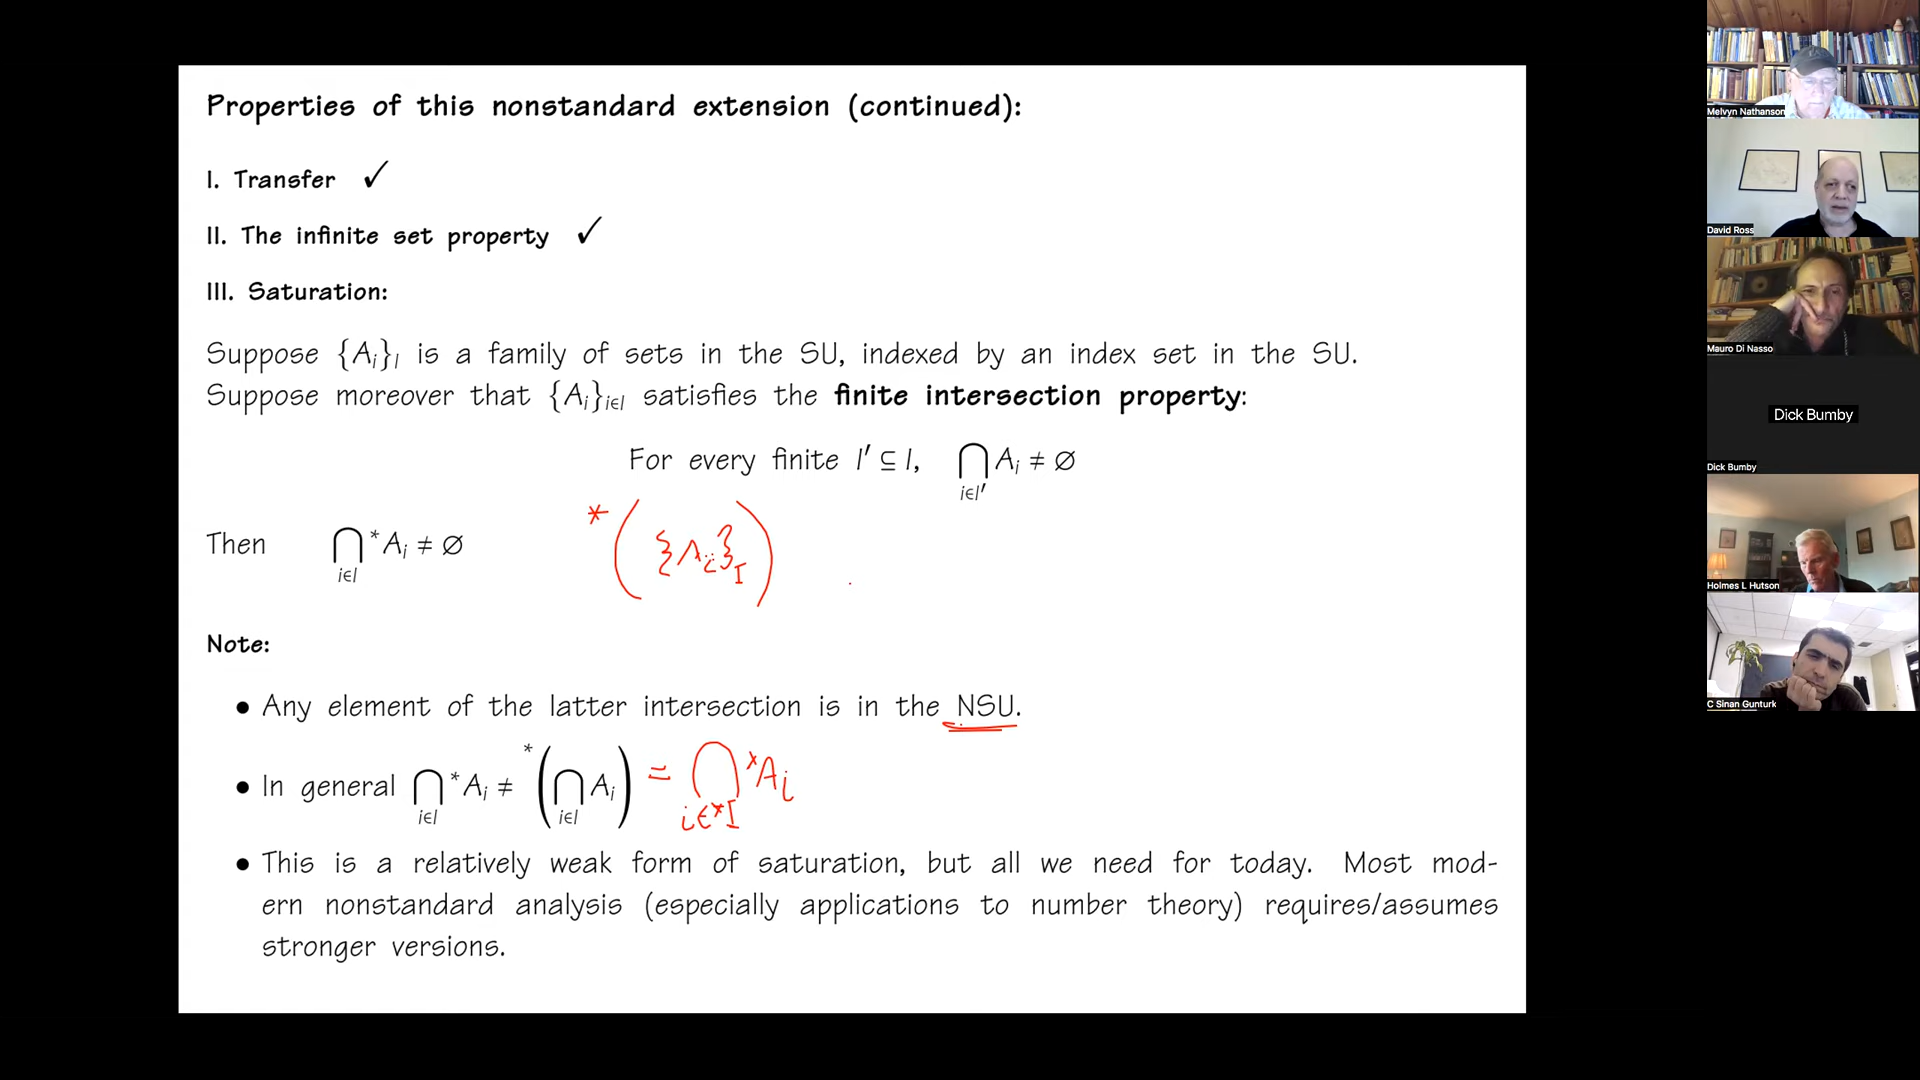 Properties of this nonstandard extension (continued):
I. Transfer ✓
II. The infinite set property ✓
III. Saturation:
Suppose {A_i}_I is a family of sets in the SU, indexed by an index set in the SU.
Suppose moreover that {A_i}_{i∈I} satisfies the finite intersection property:
For every finite I′ ⊆ I, ⋂_{i∈I′} A_i ≠ ∅
Then ⋂_{i∈I} *A_i ≠ ∅ *({A_i}_I)
Note:
• Any element of the latter intersection is in the NSU.
• In general ⋂_{i∈I} *A_i ≠ *(⋂_{i∈I} A_i) = ⋂_{i∈*I} *A_i
• This is a relatively weak form of saturation, but all we need for today. Most mod-
ern nonstandard analysis (especially applications to number theory) requires/assumes
stronger versions.
Melvyn Nathanson
David Ross
Mauro Di Nasso
Dick Bumby
Dick Bumby
Holmes L Hutson
C Sinan Gunturk